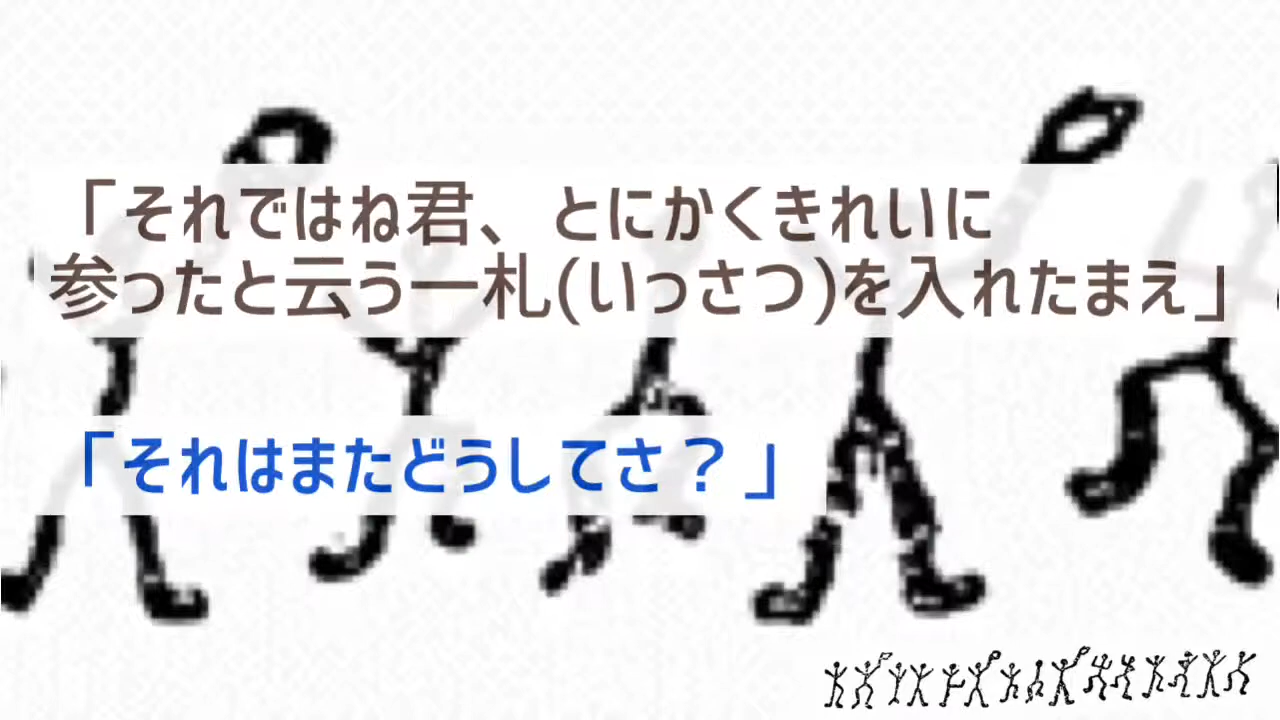 「それではね君、とにかくきれいに
参ったと云う一札(いっさつ)を入れたまえ」
「それはまたどうしてさ？」